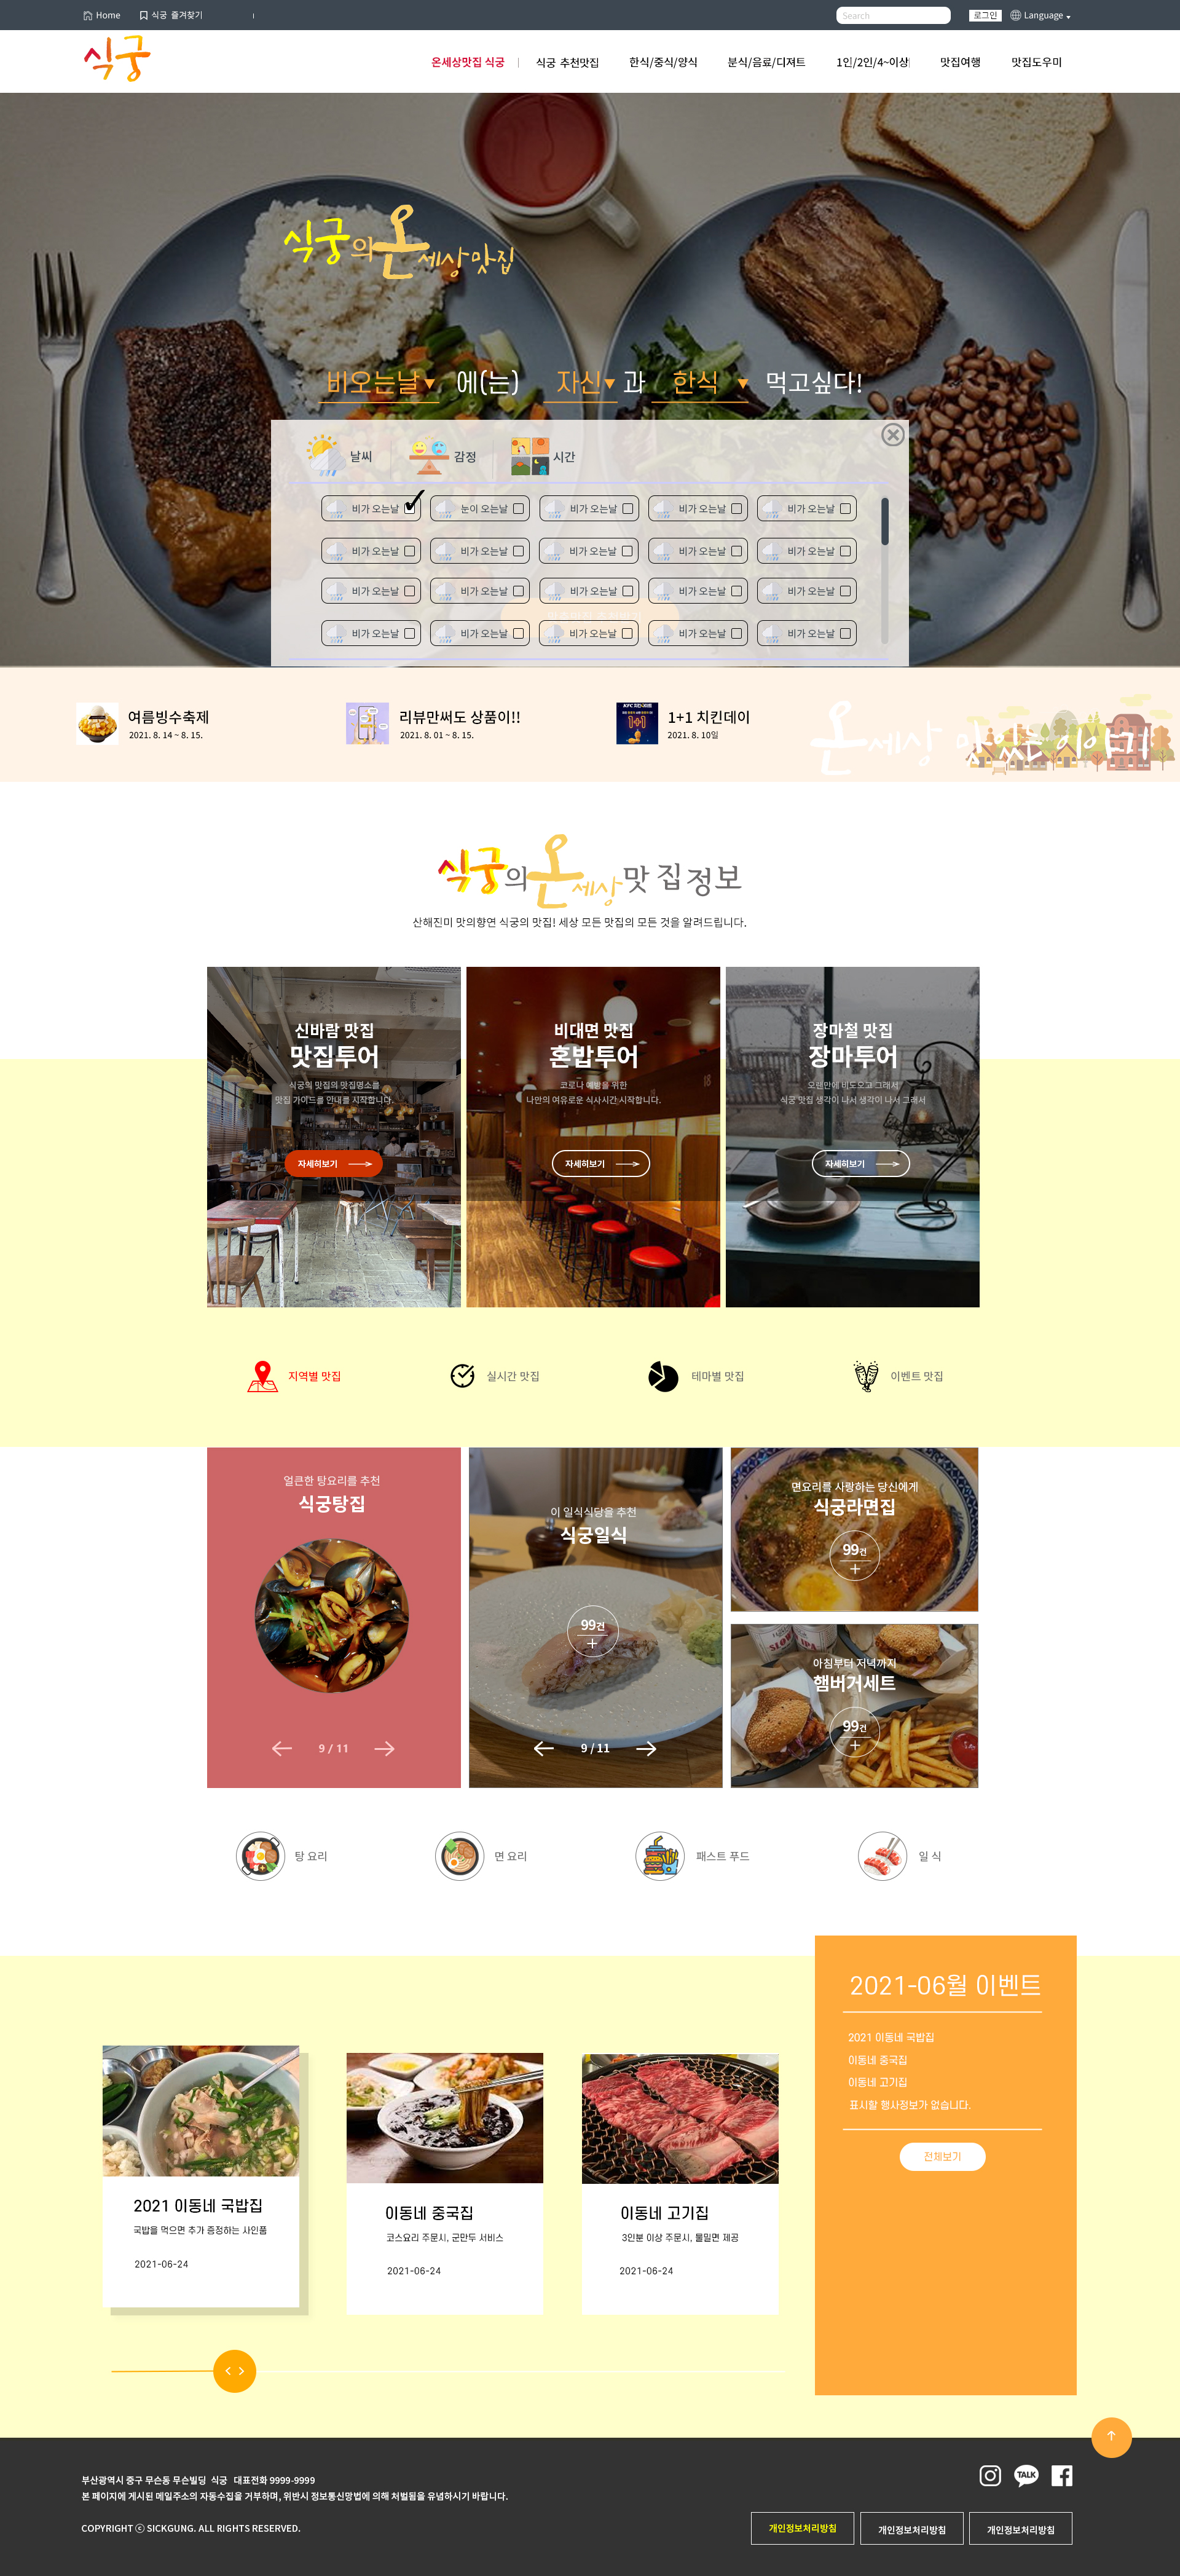 Home
식궁 즐겨찾기
Search
로그인
Language
식궁
온세상맛집 식궁
식궁 추천맛집
한식/중식/양식
분식/음료/디저트
1인/2인/4~이상
맛집여행
맛집도우미
식궁의온세상맛집
비오는날 에(는) 자신 과 한식 먹고싶다!
날씨
감정
시간
비가 오는날 눈이 오는날 비가 오는날 비가 오는날 비가 오는날
비가 오는날 비가 오는날 비가 오는날 비가 오는날 비가 오는날
비가 오는날 비가 오는날 비가 오는날 비가 오는날 비가 오는날
비가 오는날 비가 오는날 비가 오는날 비가 오는날 비가 오는날
여름빙수축제
2021. 8. 14 ~ 8. 15.
리뷰만써도 상품이!!
2021. 8. 01 ~ 8. 15.
1+1
1+1 치킨데이
2021. 8. 10일
온세상 맛있는 이야기
식궁의온세상맛집정보
산해진미 맛의향연 식궁의 맛집! 세상 모든 맛집의 모든 것을 알려드립니다.
신바람 맛집
맛집투어
식궁의 맛집의 맛집명소를
맛집 가이드를 안내를 시작합니다.
자세히보기
비대면 맛집
혼밥투어
코로나 예방을 위한
나만의 여유로운 식사시간 시작합니다.
자세히보기
장마철 맛집
장마투어
오랜만에 비도오고 그래서
식궁 맛집 생각이 나서 생각이 나서 그래서
자세히보기
지역별 맛집
실시간 맛집
테마별 맛집
이벤트 맛집
얼큰한 탕요리를 추천
식궁탕집
9 / 11
이 일식식당을 추천
식궁일식
99건
9 / 11
면요리를 사랑하는 당신에게
식궁라면집
99건
아침부터 저녁까지
햄버거세트
99건
탕 요리
면 요리
패스트 푸드
일 식
2021-06월 이벤트
2021 이동네 국밥집
이동네 중국집
이동네 고기집
표시할 행사정보가 없습니다.
전체보기
2021 이동네 국밥집
국밥을 먹으면 추가 증정하는 사인품
2021-06-24
이동네 중국집
코스요리 주문시, 군만두 서비스
2021-06-24
이동네 고기집
3인분 이상 주문시, 물밀면 제공
2021-06-24
부산광역시 중구 무슨동 무슨빌딩 식궁 대표전화 9999-9999
본 페이지에 게시된 메일주소의 자동수집을 거부하며, 위반시 정보통신망법에 의해 처벌됨을 유념하시기 바랍니다.
COPYRIGHT ⓒ SICKGUNG. ALL RIGHTS RESERVED.
TALK
개인정보처리방침
개인정보처리방침
개인정보처리방침